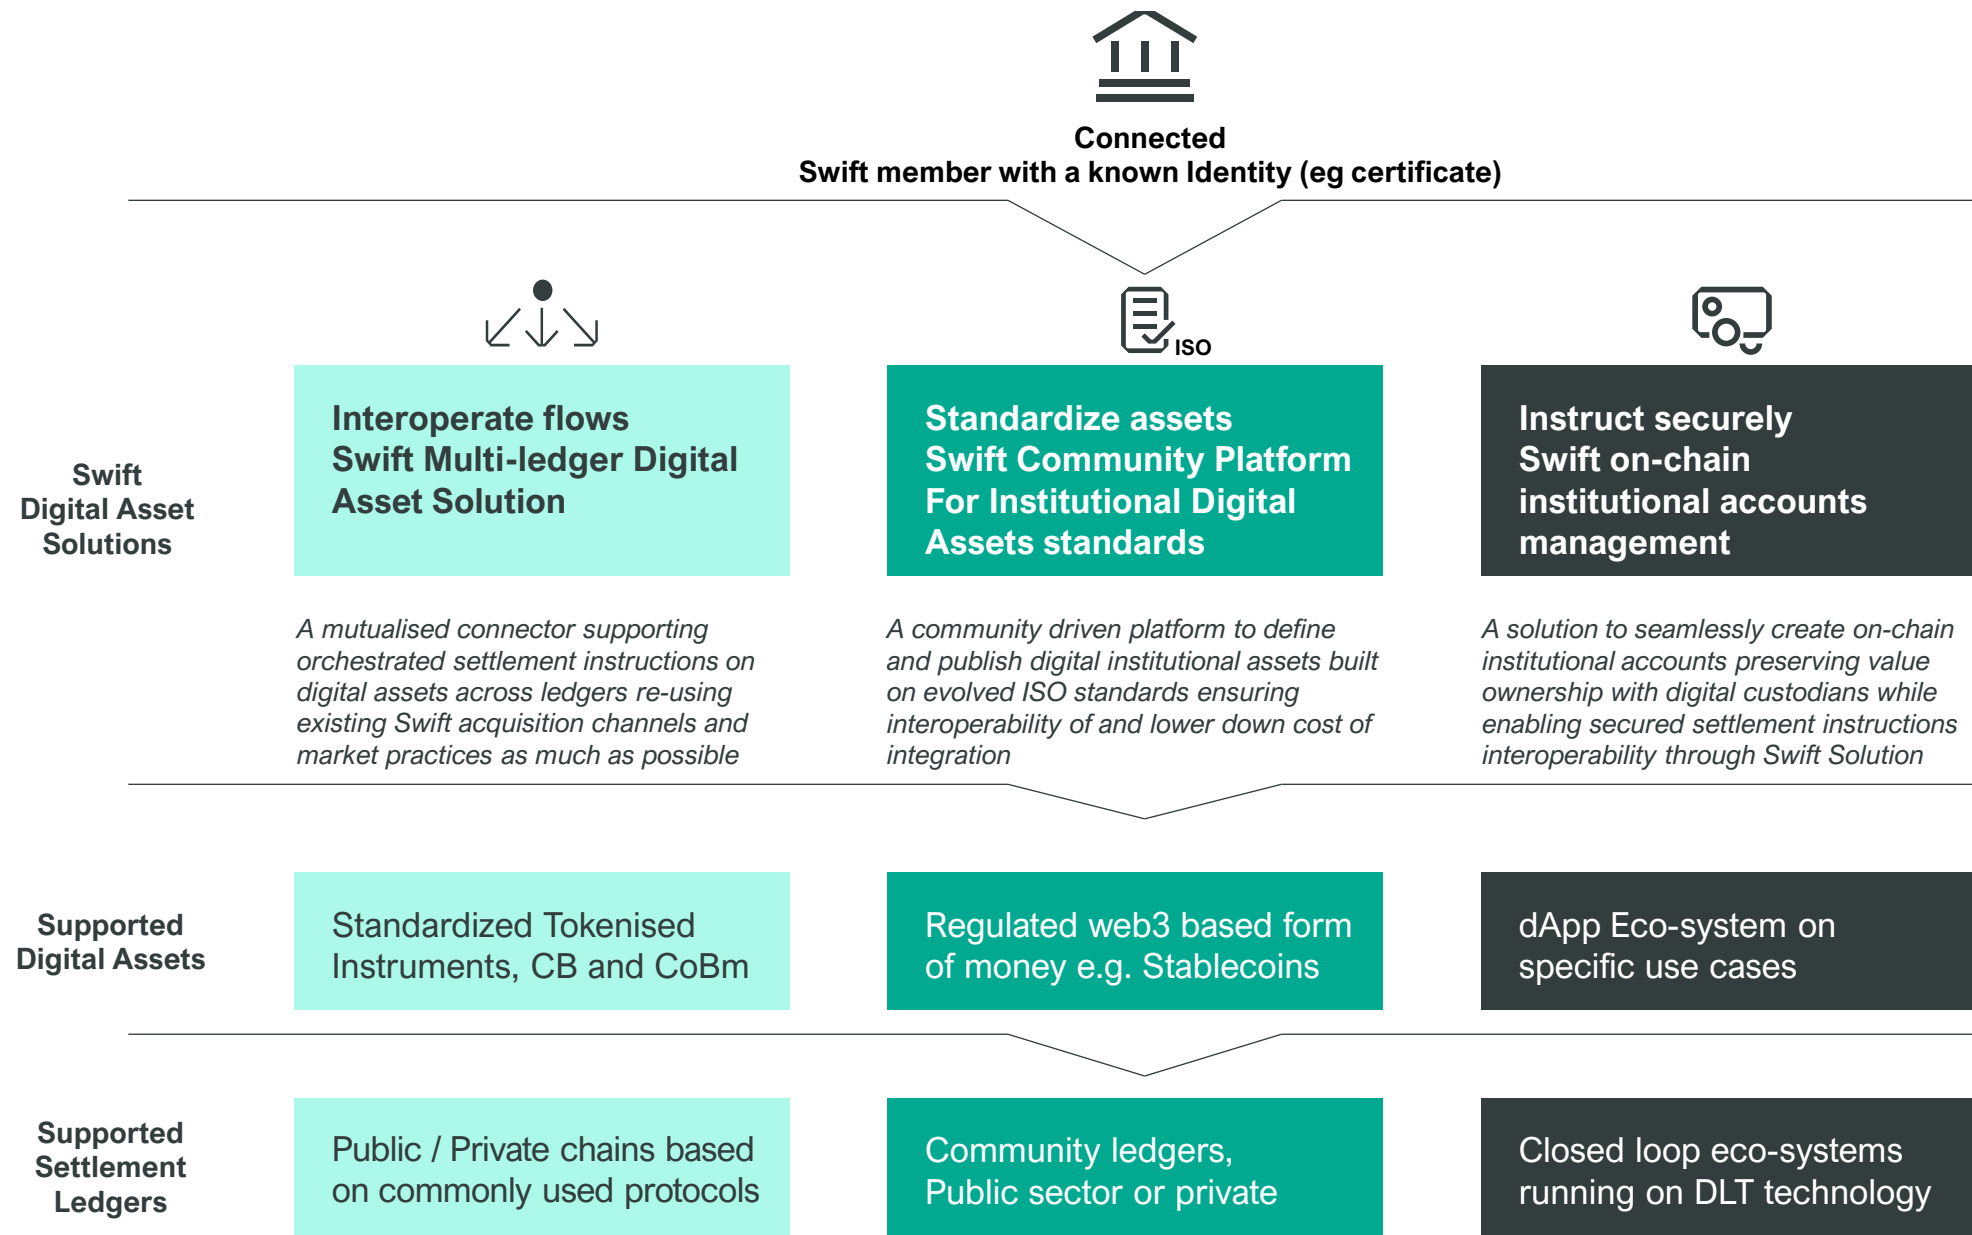 Connected
Swift member with a known Identity (eg certificate)
ISO
Swift
Digital Asset
Solutions
Interoperate flows
Swift Multi-ledger Digital
Asset Solution
Standardize assets
Swift Community Platform
For Institutional Digital
Assets standards
Instruct securely
Swift on-chain
institutional accounts
management
A mutualised connector supporting
orchestrated settlement instructions on
digital assets across ledgers re-using
existing Swift acquisition channels and
market practices as much as possible
A community driven platform to define
and publish digital institutional assets built
on evolved ISO standards ensuring
interoperability of and lower down cost of
integration
A solution to seamlessly create on-chain
institutional accounts preserving value
ownership with digital custodians while
enabling secured settlement instructions
interoperability through Swift Solution
Supported
Digital Assets
Standardized Tokenised
Instruments, CB and CoBm
Regulated web3 based form
of money e.g. Stablecoins
dApp Eco-system on
specific use cases
Supported
Settlement
Ledgers
Public / Private chains based
on commonly used protocols
Community ledgers,
Public sector or private
Closed loop eco-systems
running on DLT technology